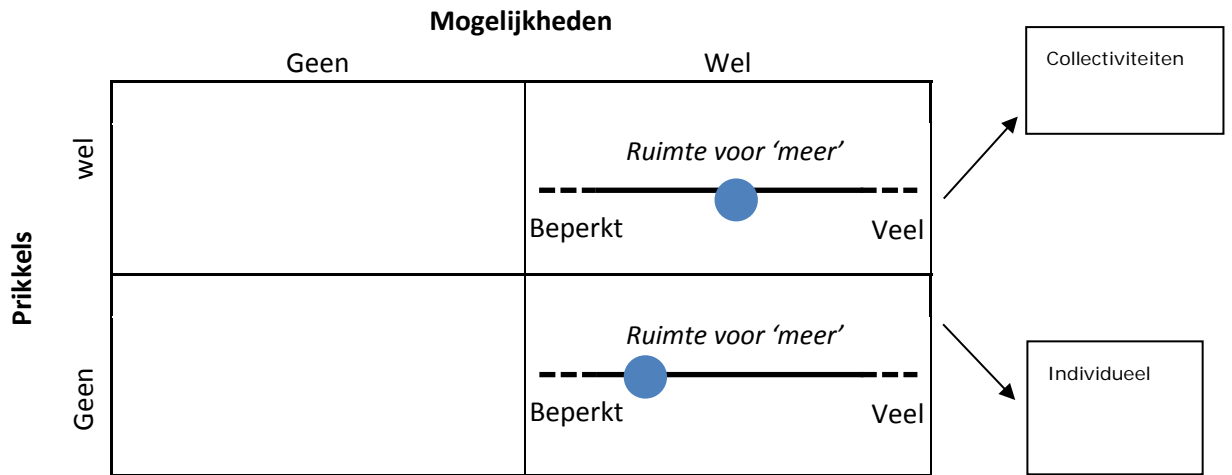 Mogelijkheden
Geen
Wel
Collectiviteiten
Prikkels
wel
Ruimte voor ‘meer’
Beperkt
Veel
Geen
Ruimte voor ‘meer’
Beperkt
Veel
Individueel